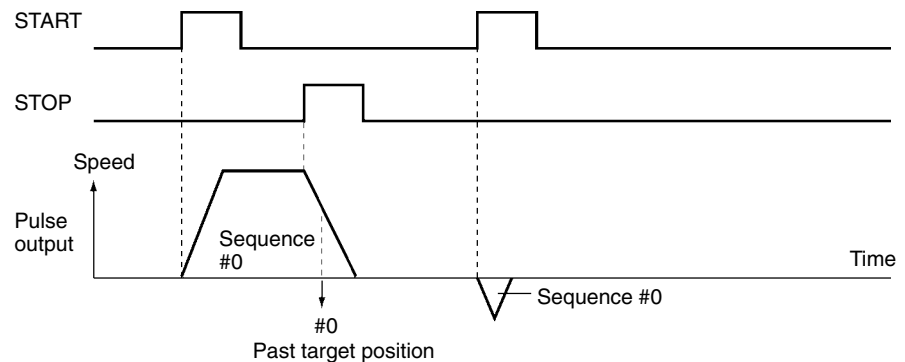 START
STOP
Speed
Pulse
output
Sequence
#0
Time
Sequence #0
#0
Past target position